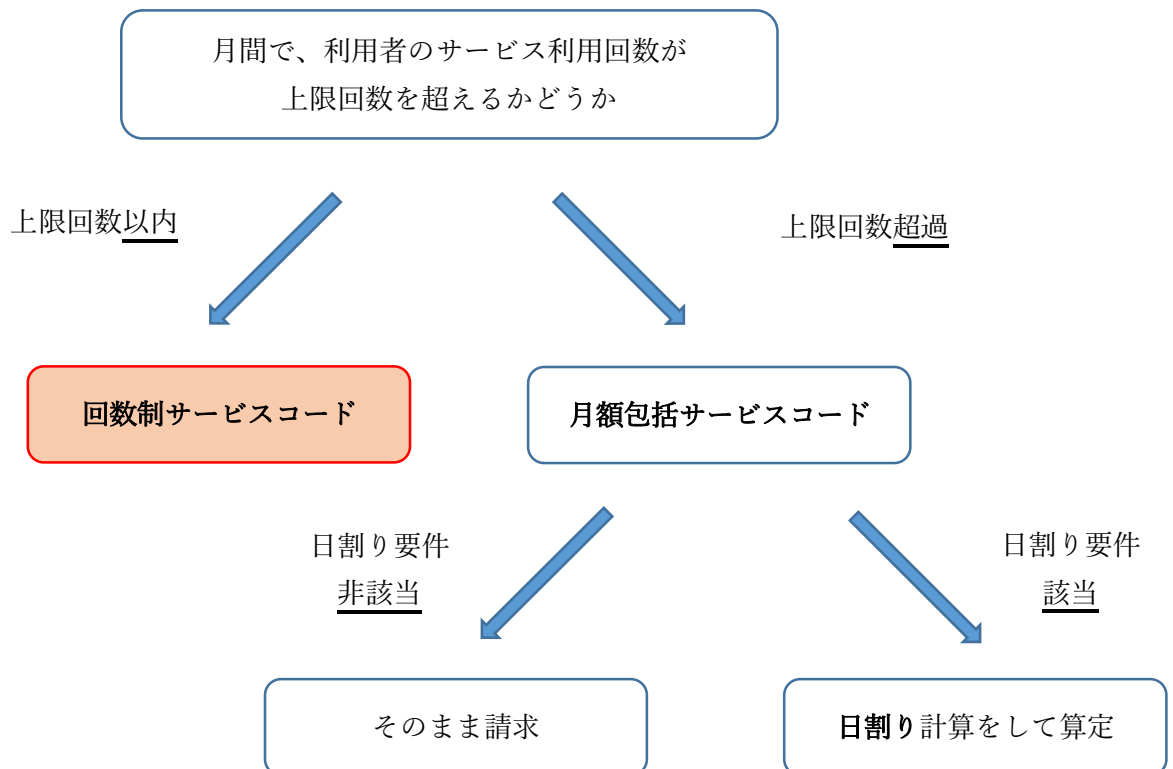 月間で、利用者のサービス利用回数が
上限回数を超えるかどうか
上限回数以内
上限回数超過
回数制サービスコード
月額包括サービスコード
日割り要件
非該当
日割り要件
該当
そのまま請求
日割り計算をして算定